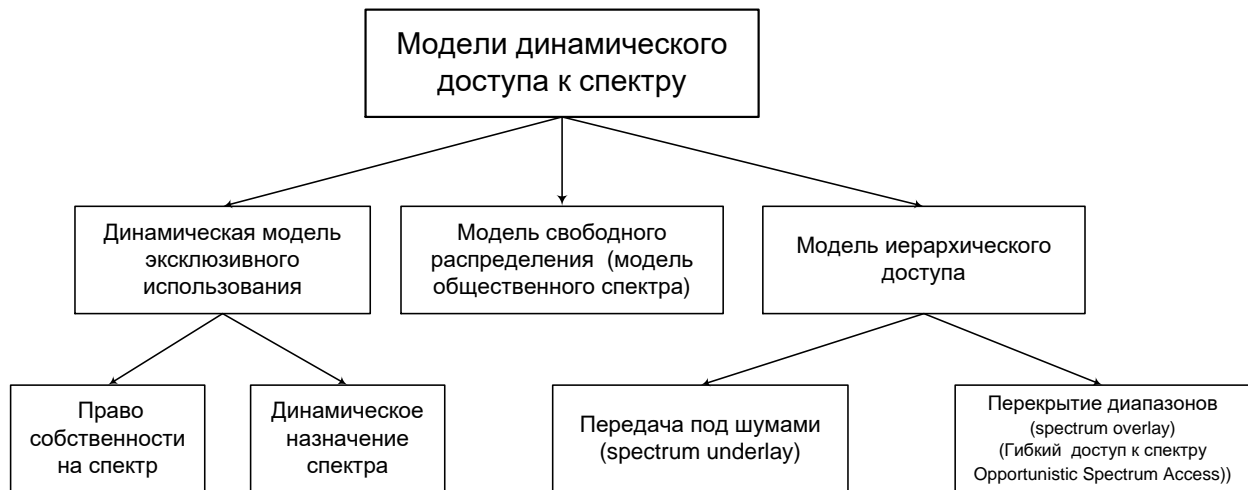 Модели динамического
доступа к спектру
Динамическая модель
эксклюзивного
использования
Модель свободного
распределения (модель
общественного спектра)
Модель иерархического
доступа
Право
собственности
на спектр
Динамическое
назначение
спектра
Передача под шумами
(spectrum underlay)
Перекрытие диапазонов
(spectrum overlay)
(Гибкий доступ к спектру
Opportunistic Spectrum Access))